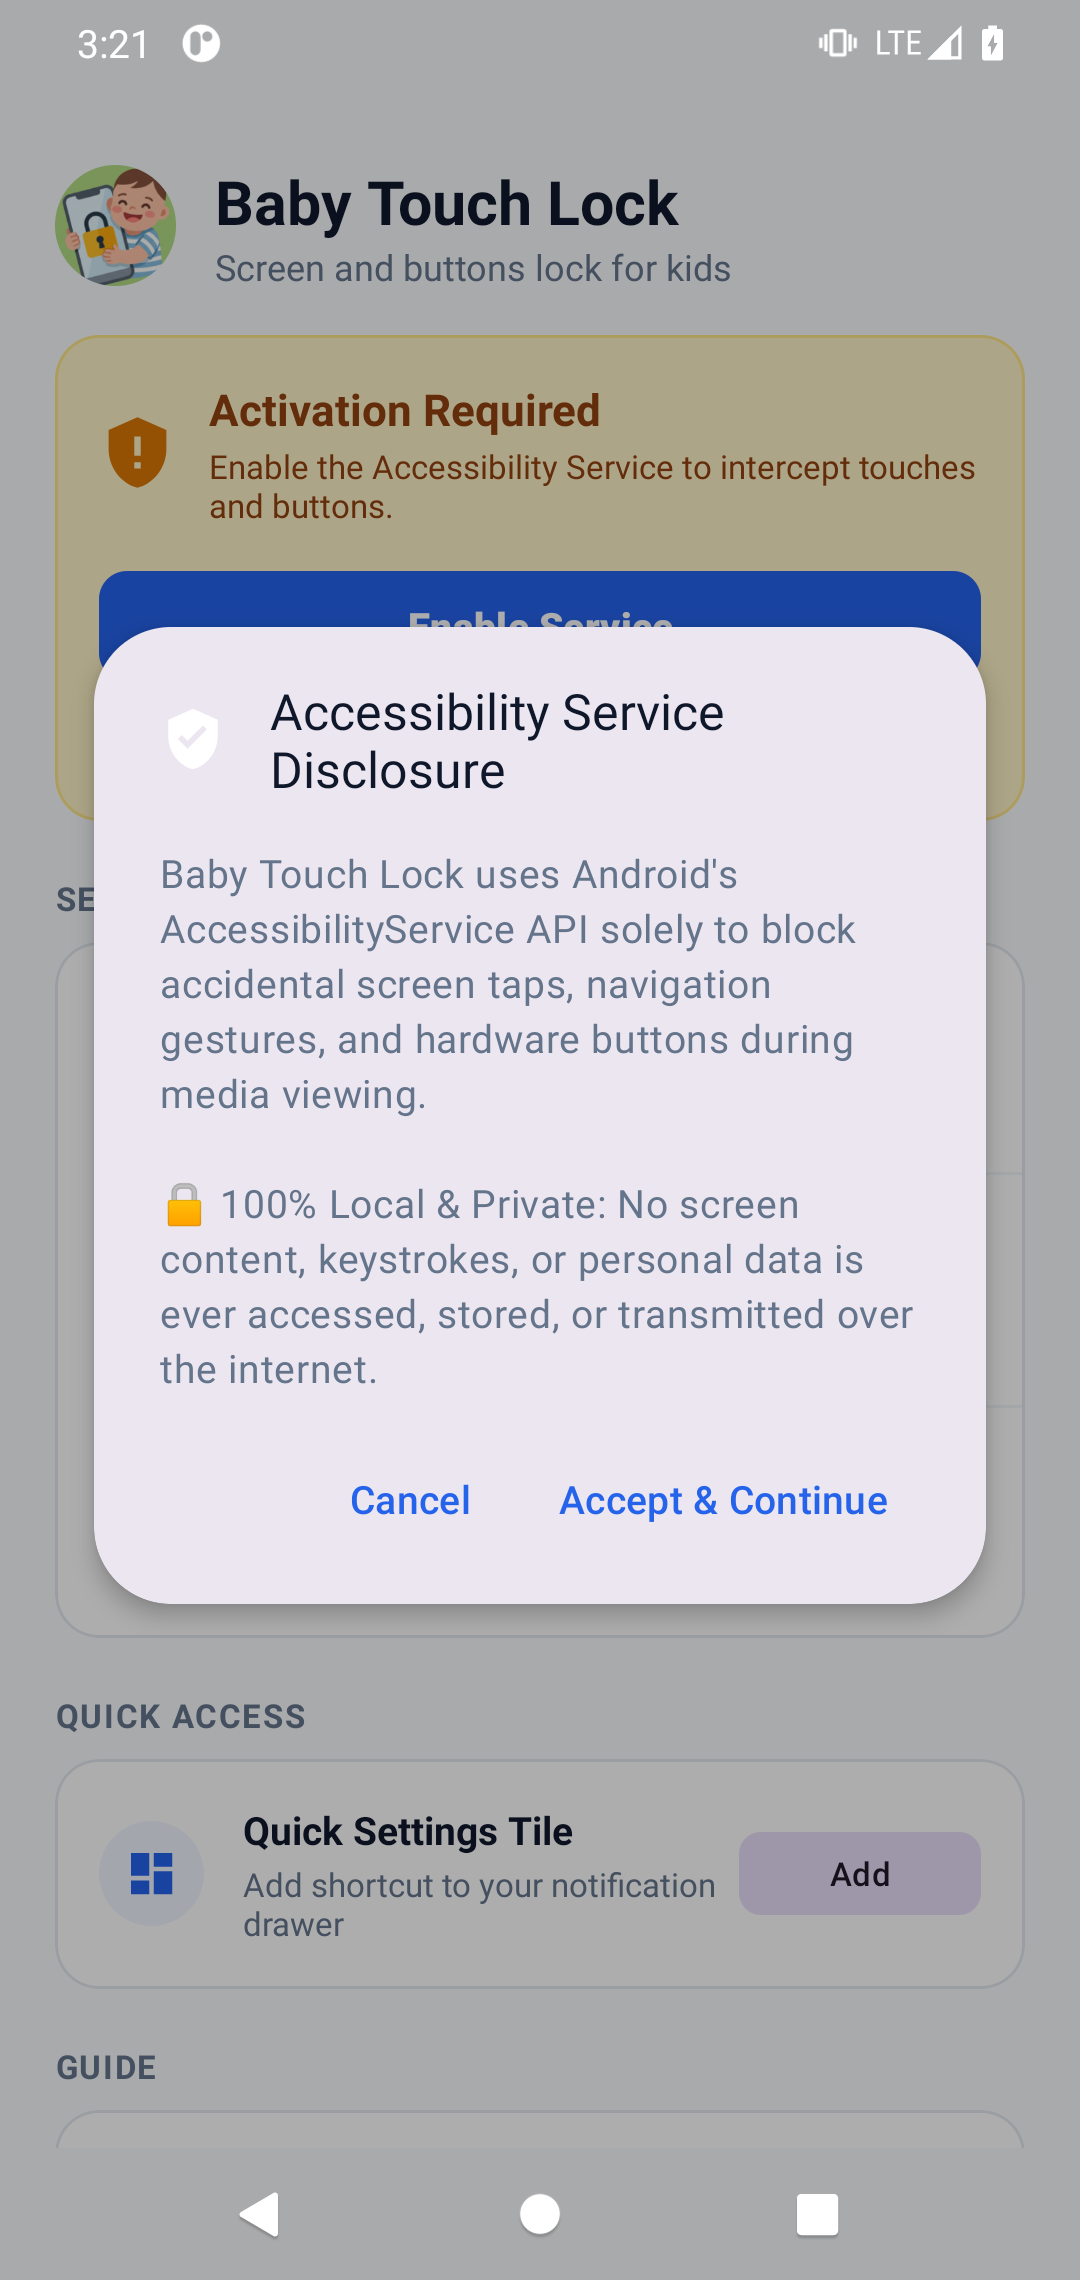 3:21
LTE
Baby Touch Lock
Screen and buttons lock for kids
Activation Required
Enable the Accessibility Service to intercept touches
and buttons.
Enable Service
Accessibility Service
Disclosure
Baby Touch Lock uses Android's
AccessibilityService API solely to block
accidental screen taps, navigation
gestures, and hardware buttons during
media viewing.
🔒 100% Local & Private: No screen
content, keystrokes, or personal data is
ever accessed, stored, or transmitted over
the internet.
Cancel
Accept & Continue
QUICK ACCESS
Quick Settings Tile
Add shortcut to your notification
drawer
Add
GUIDE